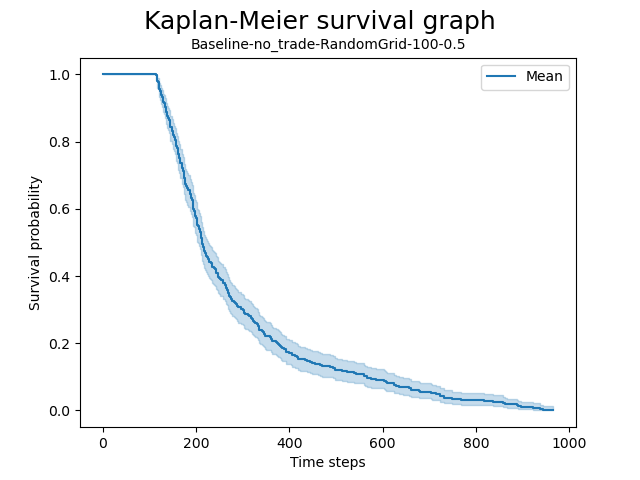 Kaplan-Meier survival graph
Baseline-no_trade-RandomGrid-100-0.5
Mean
Survival probability
1.0
0.8
0.6
0.4
0.2
0.0
0 200 400 600 800 1000
Time steps